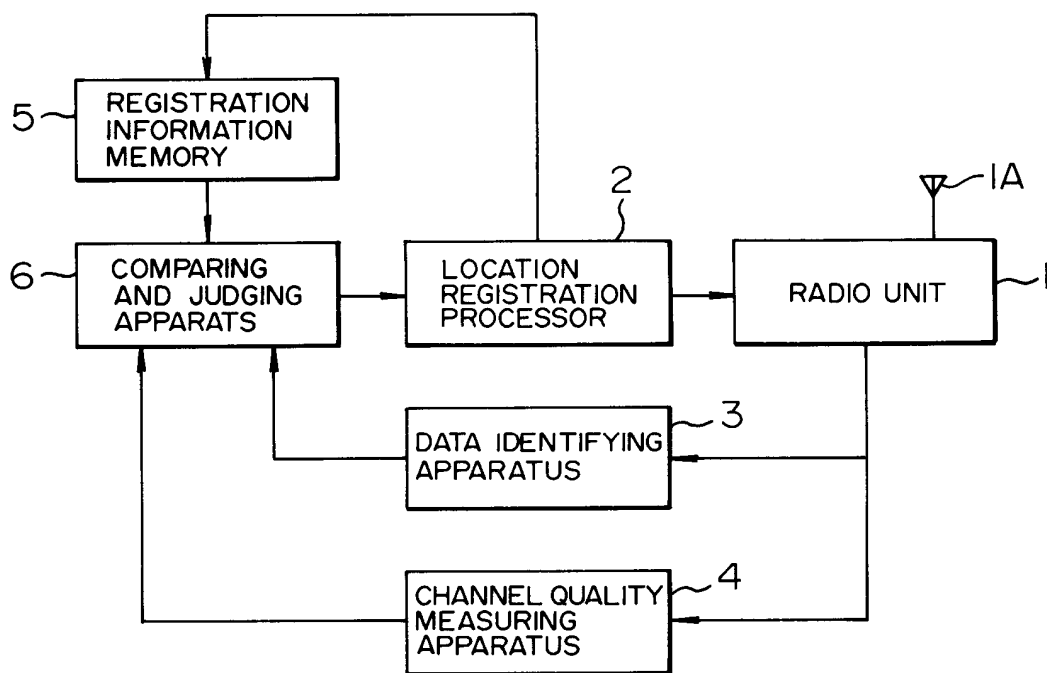 5
REGISTRATION
INFORMATION
MEMORY
2
1A
6
COMPARING
AND JUDGING
APPARATS
LOCATION
REGISTRATION
PROCESSOR
RADIO UNIT
1
3
DATA IDENTIFYING
APPARATUS
4
CHANNEL QUALITY
MEASURING
APPARATUS